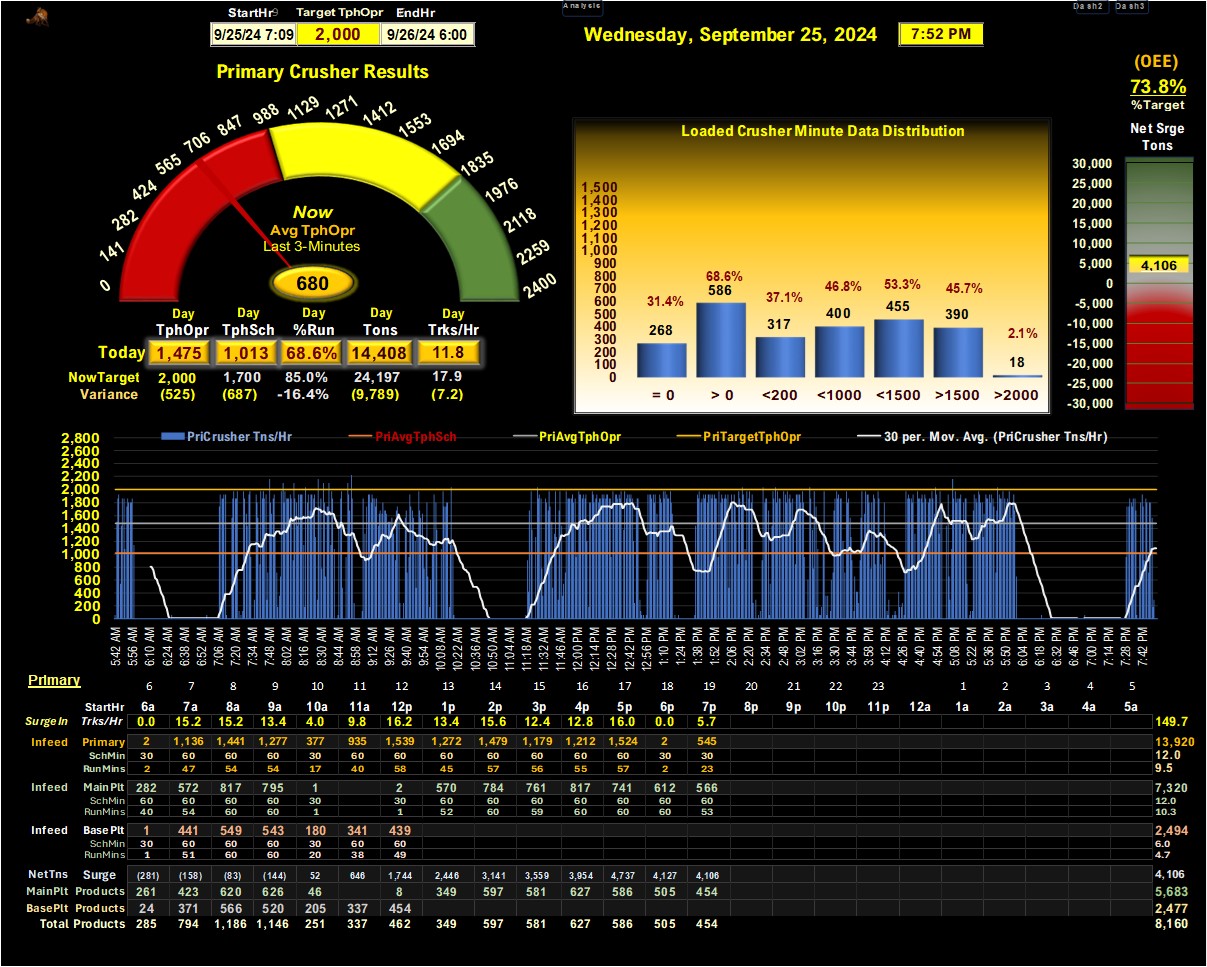 Analysis
Dash2 Dash3
StartHr Target TphOpr EndHr
9/25/24 7:09 2,000 9/26/24 6:00
Wednesday, September 25, 2024 7:52 PM
Primary Crusher Results
(OEE)
73.8%
%Target
Net Srge
Tons
0 141 282 424 565 706 847 988 1129 1271 1412 1553 1694 1835 1976 2118 2259 2400
Now
Avg TphOpr
Last 3-Minutes
680
Day Day Day Day Day
TphOpr TphSch %Run Tons Trks/Hr
Today 1,475 1,013 68.6% 14,408 11.8
NowTarget 2,000 1,700 85.0% 24,197 17.9
Variance (525) (687) -16.4% (9,789) (7.2)
Loaded Crusher Minute Data Distribution
1,500
1,400
1,300
1,200
1,100
1,000
900
800
700
600
500
400
300
200
100
0
31.4% 68.6% 37.1% 46.8% 53.3% 45.7% 2.1%
268 586 317 400 455 390 18
= 0 > 0 <200 <1000 <1500 >1500 >2000
30,000
25,000
20,000
15,000
10,000
5,000
0
-5,000
-10,000
-15,000
-20,000
-25,000
-30,000
4,106
PriCrusher Tns/Hr PriAvgTphSch PriAvgTphOpr PriTargetTphOpr 30 per. Mov. Avg. (PriCrusher Tns/Hr)
2,800
2,600
2,400
2,200
2,000
1,800
1,600
1,400
1,200
1,000
800
600
400
200
0
5:42 AM 5:56 AM 6:10 AM 6:24 AM 6:38 AM 6:52 AM 7:06 AM 7:20 AM 7:34 AM 7:48 AM 8:02 AM 8:16 AM 8:30 AM 8:44 AM 8:58 AM 9:12 AM 9:26 AM 9:40 AM 9:54 AM 10:08 AM 10:22 AM 10:36 AM 10:50 AM 11:04 AM 11:18 AM 11:32 AM 11:46 AM 12:00 PM 12:14 PM 12:28 PM 12:42 PM 12:56 PM 1:10 PM 1:24 PM 1:38 PM 1:52 PM 2:06 PM 2:20 PM 2:34 PM 2:48 PM 3:02 PM 3:16 PM 3:30 PM 3:44 PM 3:58 PM 4:12 PM 4:26 PM 4:40 PM 4:54 PM 5:08 PM 5:22 PM 5:36 PM 5:50 PM 6:04 PM 6:18 PM 6:32 PM 6:46 PM 7:00 PM 7:14 PM 7:28 PM 7:42 PM
Primary
6 7 8 9 10 11 12 13 14 15 16 17 18 19 20 21 22 23 1 2 3 4 5
StartHr 6a 7a 8a 9a 10a 11a 12p 1p 2p 3p 4p 5p 6p 7p 8p 9p 10p 11p 12a 1a 2a 3a 4a 5a
SurgeIn Trks/Hr 0.0 15.2 15.2 13.4 4.0 9.8 16.2 13.4 15.6 12.4 12.8 16.0 0.0 5.7 149.7
Infeed Primary 2 1,136 1,441 1,277 377 935 1,539 1,272 1,479 1,179 1,212 1,524 2 545 13,920
SchMin 30 60 60 60 30 60 60 60 60 60 60 60 30 30 12.0
RunMins 2 47 54 54 17 40 58 45 57 56 55 57 2 23 9.5
Infeed MainPlt 282 572 817 795 1 2 570 784 761 817 741 612 566 7,320
SchMin 60 60 60 60 30 30 60 60 60 60 60 60 60 12.0
RunMins 40 54 60 60 1 1 52 60 59 60 60 60 53 10.3
Infeed BasePlt 1 441 549 543 180 341 439 2,494
SchMin 30 60 60 60 30 60 60 6.0
RunMins 1 51 60 60 20 38 49 4.7
NetTns Surge (281) (158) (83) (144) 52 646 1,744 2,446 3,141 3,559 3,954 4,737 4,127 4,106 4,106
MainPlt Products 261 423 620 626 46 8 349 597 581 627 586 505 454 5,683
BasePlt Products 24 371 566 520 205 337 454 2,477
Total Products 285 794 1,186 1,146 251 337 462 349 597 581 627 586 505 454 8,160